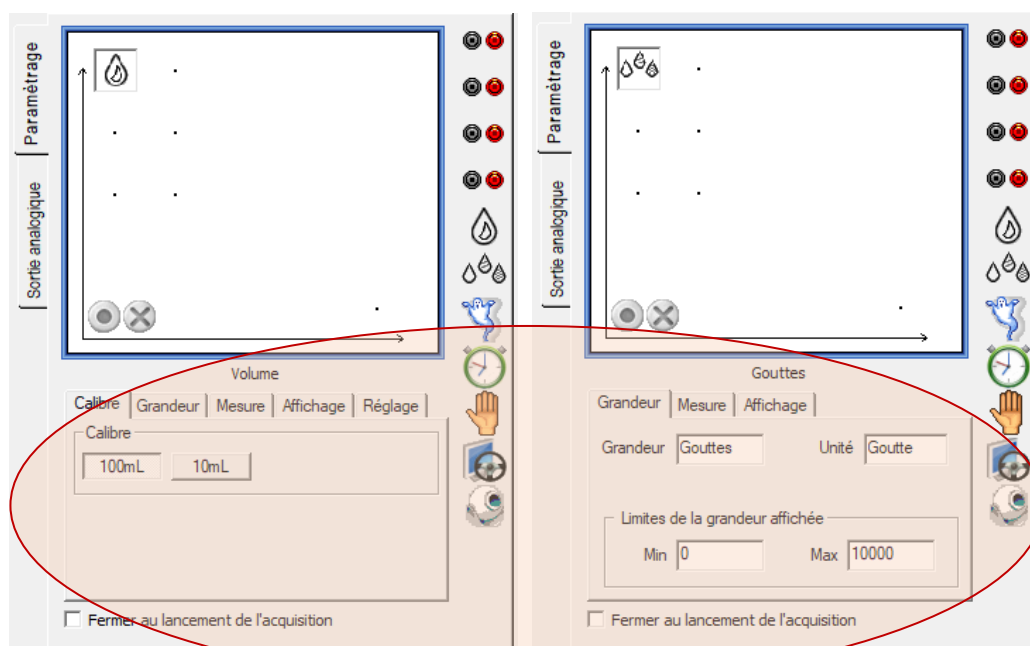 Paramétrage
Sortie analogique
Volume
Calibre Grandeur Mesure Affichage Réglage
Calibre
100mL 10mL
Fermer au lancement de l'acquisition
Paramétrage
Sortie analogique
Gouttes
Grandeur Mesure Affichage
Grandeur Gouttes Unité Goutte
Limites de la grandeur affichée
Min 0 Max 10000
Fermer au lancement de l'acquisition